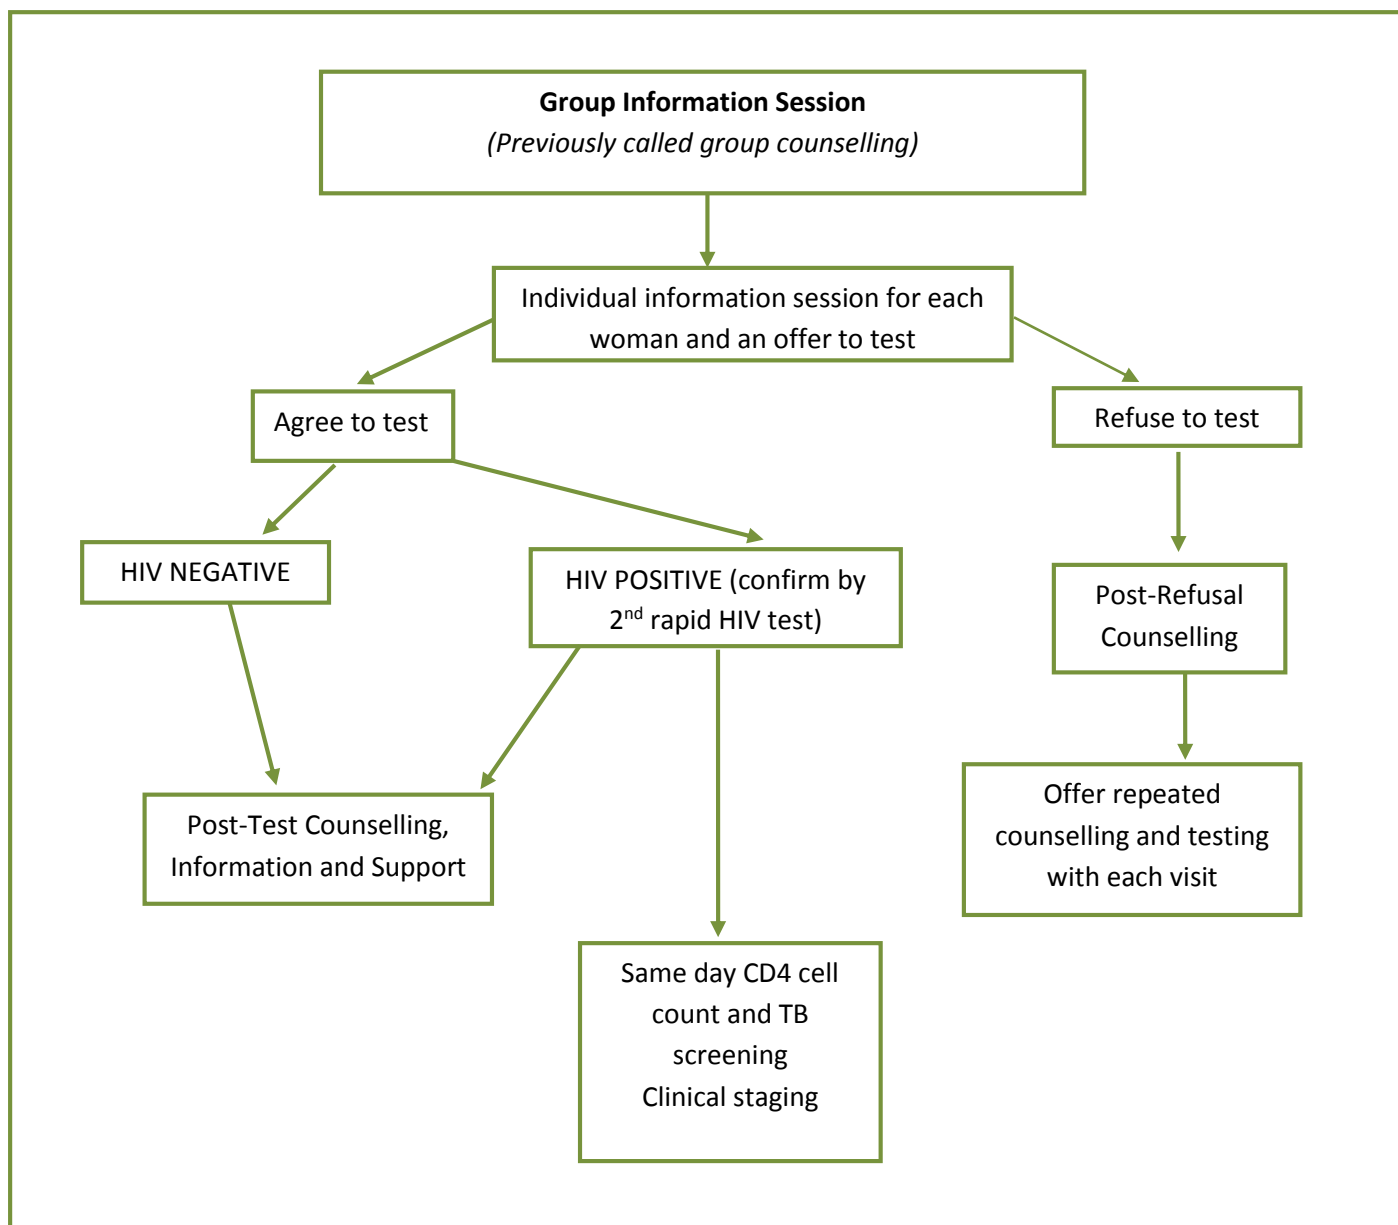 Group Information Session
(Previously called group counselling)
Individual information session for each
woman and an offer to test
Agree to test
Refuse to test
HIV NEGATIVE
HIV POSITIVE (confirm by
2nd rapid HIV test)
Post-Refusal
Counselling
Post-Test Counselling,
Information and Support
Offer repeated
counselling and testing
with each visit
Same day CD4 cell
count and TB
screening
Clinical staging